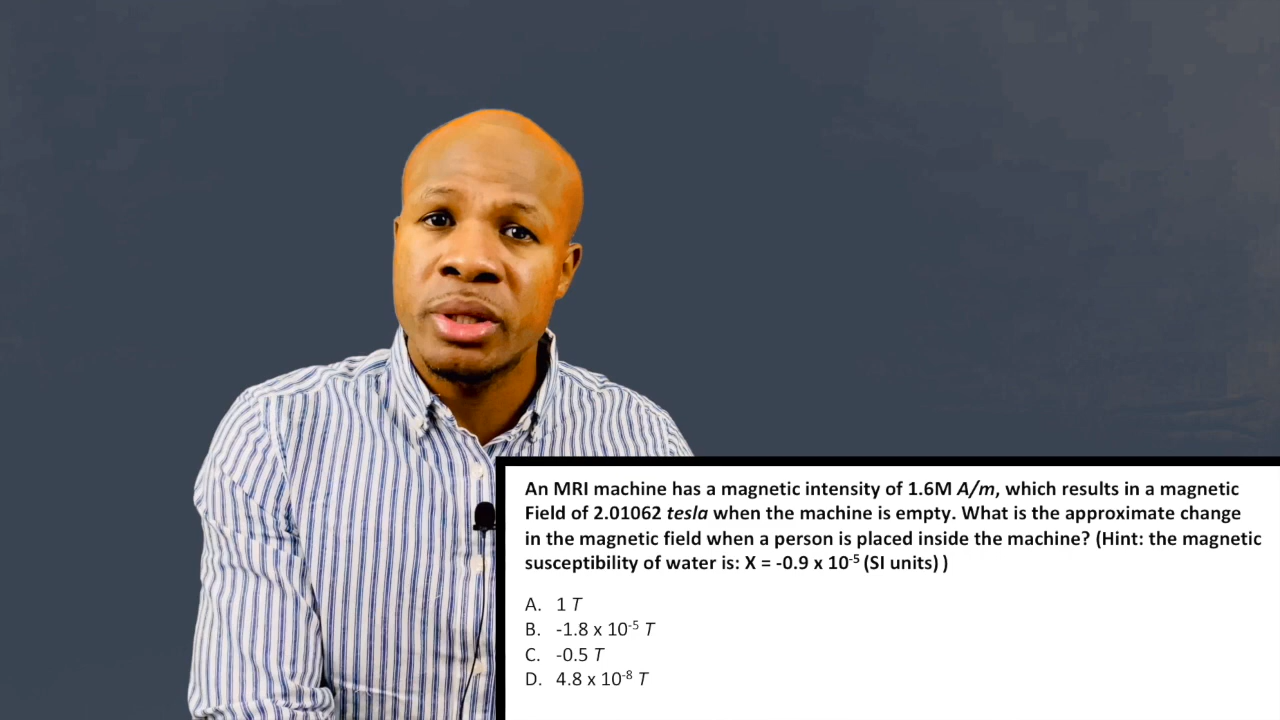 An MRI machine has a magnetic intensity of 1.6M A/m, which results in a magnetic
Field of 2.01062 tesla when the machine is empty. What is the approximate change
in the magnetic field when a person is placed inside the machine? (Hint: the magnetic
susceptibility of water is: X = -0.9 x 10⁻⁵ (SI units) )
A. 1 T
B. -1.8 x 10⁻⁵ T
C. -0.5 T
D. 4.8 x 10⁻⁸ T